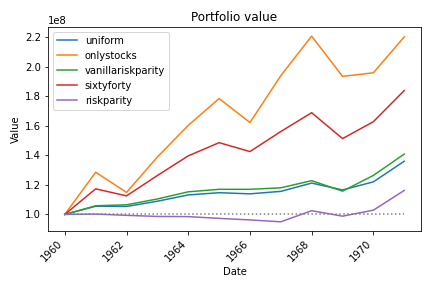 Portfolio value
1e8
2.2
2.0
1.8
1.6
1.4
1.2
1.0
Value
uniform
onlystocks
vanillariskparity
sixtyforty
riskparity
1960
1962
1964
1966
1968
1970
Date